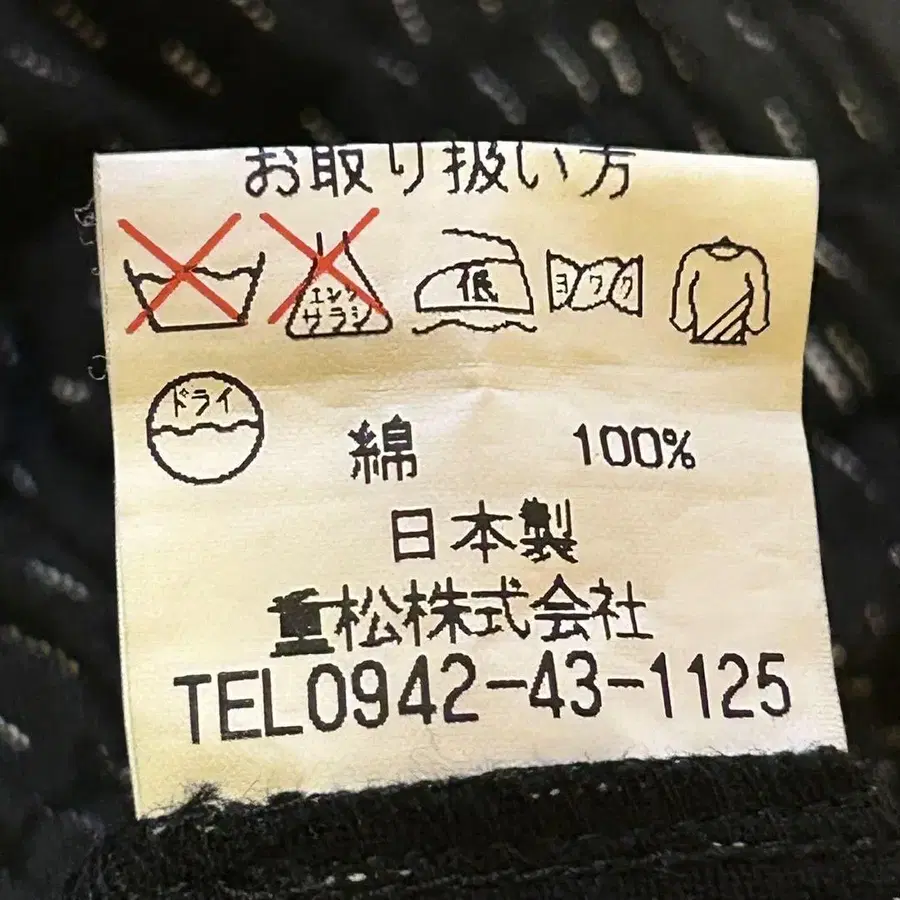 お取り扱い方
エンソ サラシ 低 ヨワク
ドライ
綿 100%
日本製
重松株式会社
TEL0942-43-1125